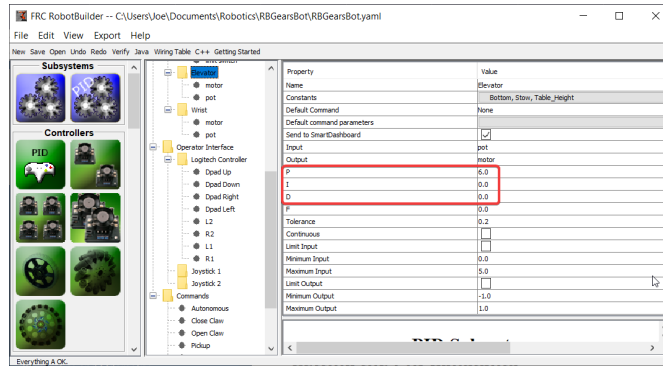 FRC RobotBuilder -- C:\Users\Joe\Documents\Robotics\RBGearsBot\RBGearsBot.yaml
File Edit View Export Help
New Save Open Undo Redo Verify Java Wiring Table C++ Getting Started
Subsystems
PID
Controllers
PID
Elevator
motor
pot
Wrist
motor
pot
Operator Interface
Logitech Controller
Dpad Up
Dpad Down
Dpad Right
Dpad Left
L2
R2
L1
R1
Joystick 1
Joystick 2
Commands
Autonomous
Close Claw
Open Claw
Pickup
Property Value
Name Elevator
Constants Bottom, Stow, Table_Height
Default Command None
Default command parameters
Send to SmartDashboard
Input pot
Output motor
P 6.0
I 0.0
D 0.0
F 0.0
Tolerance 0.2
Continuous
Limit Input
Minimum Input 0.0
Maximum Input 5.0
Limit Output
Minimum Output -1.0
Maximum Output 1.0
Everything A OK.